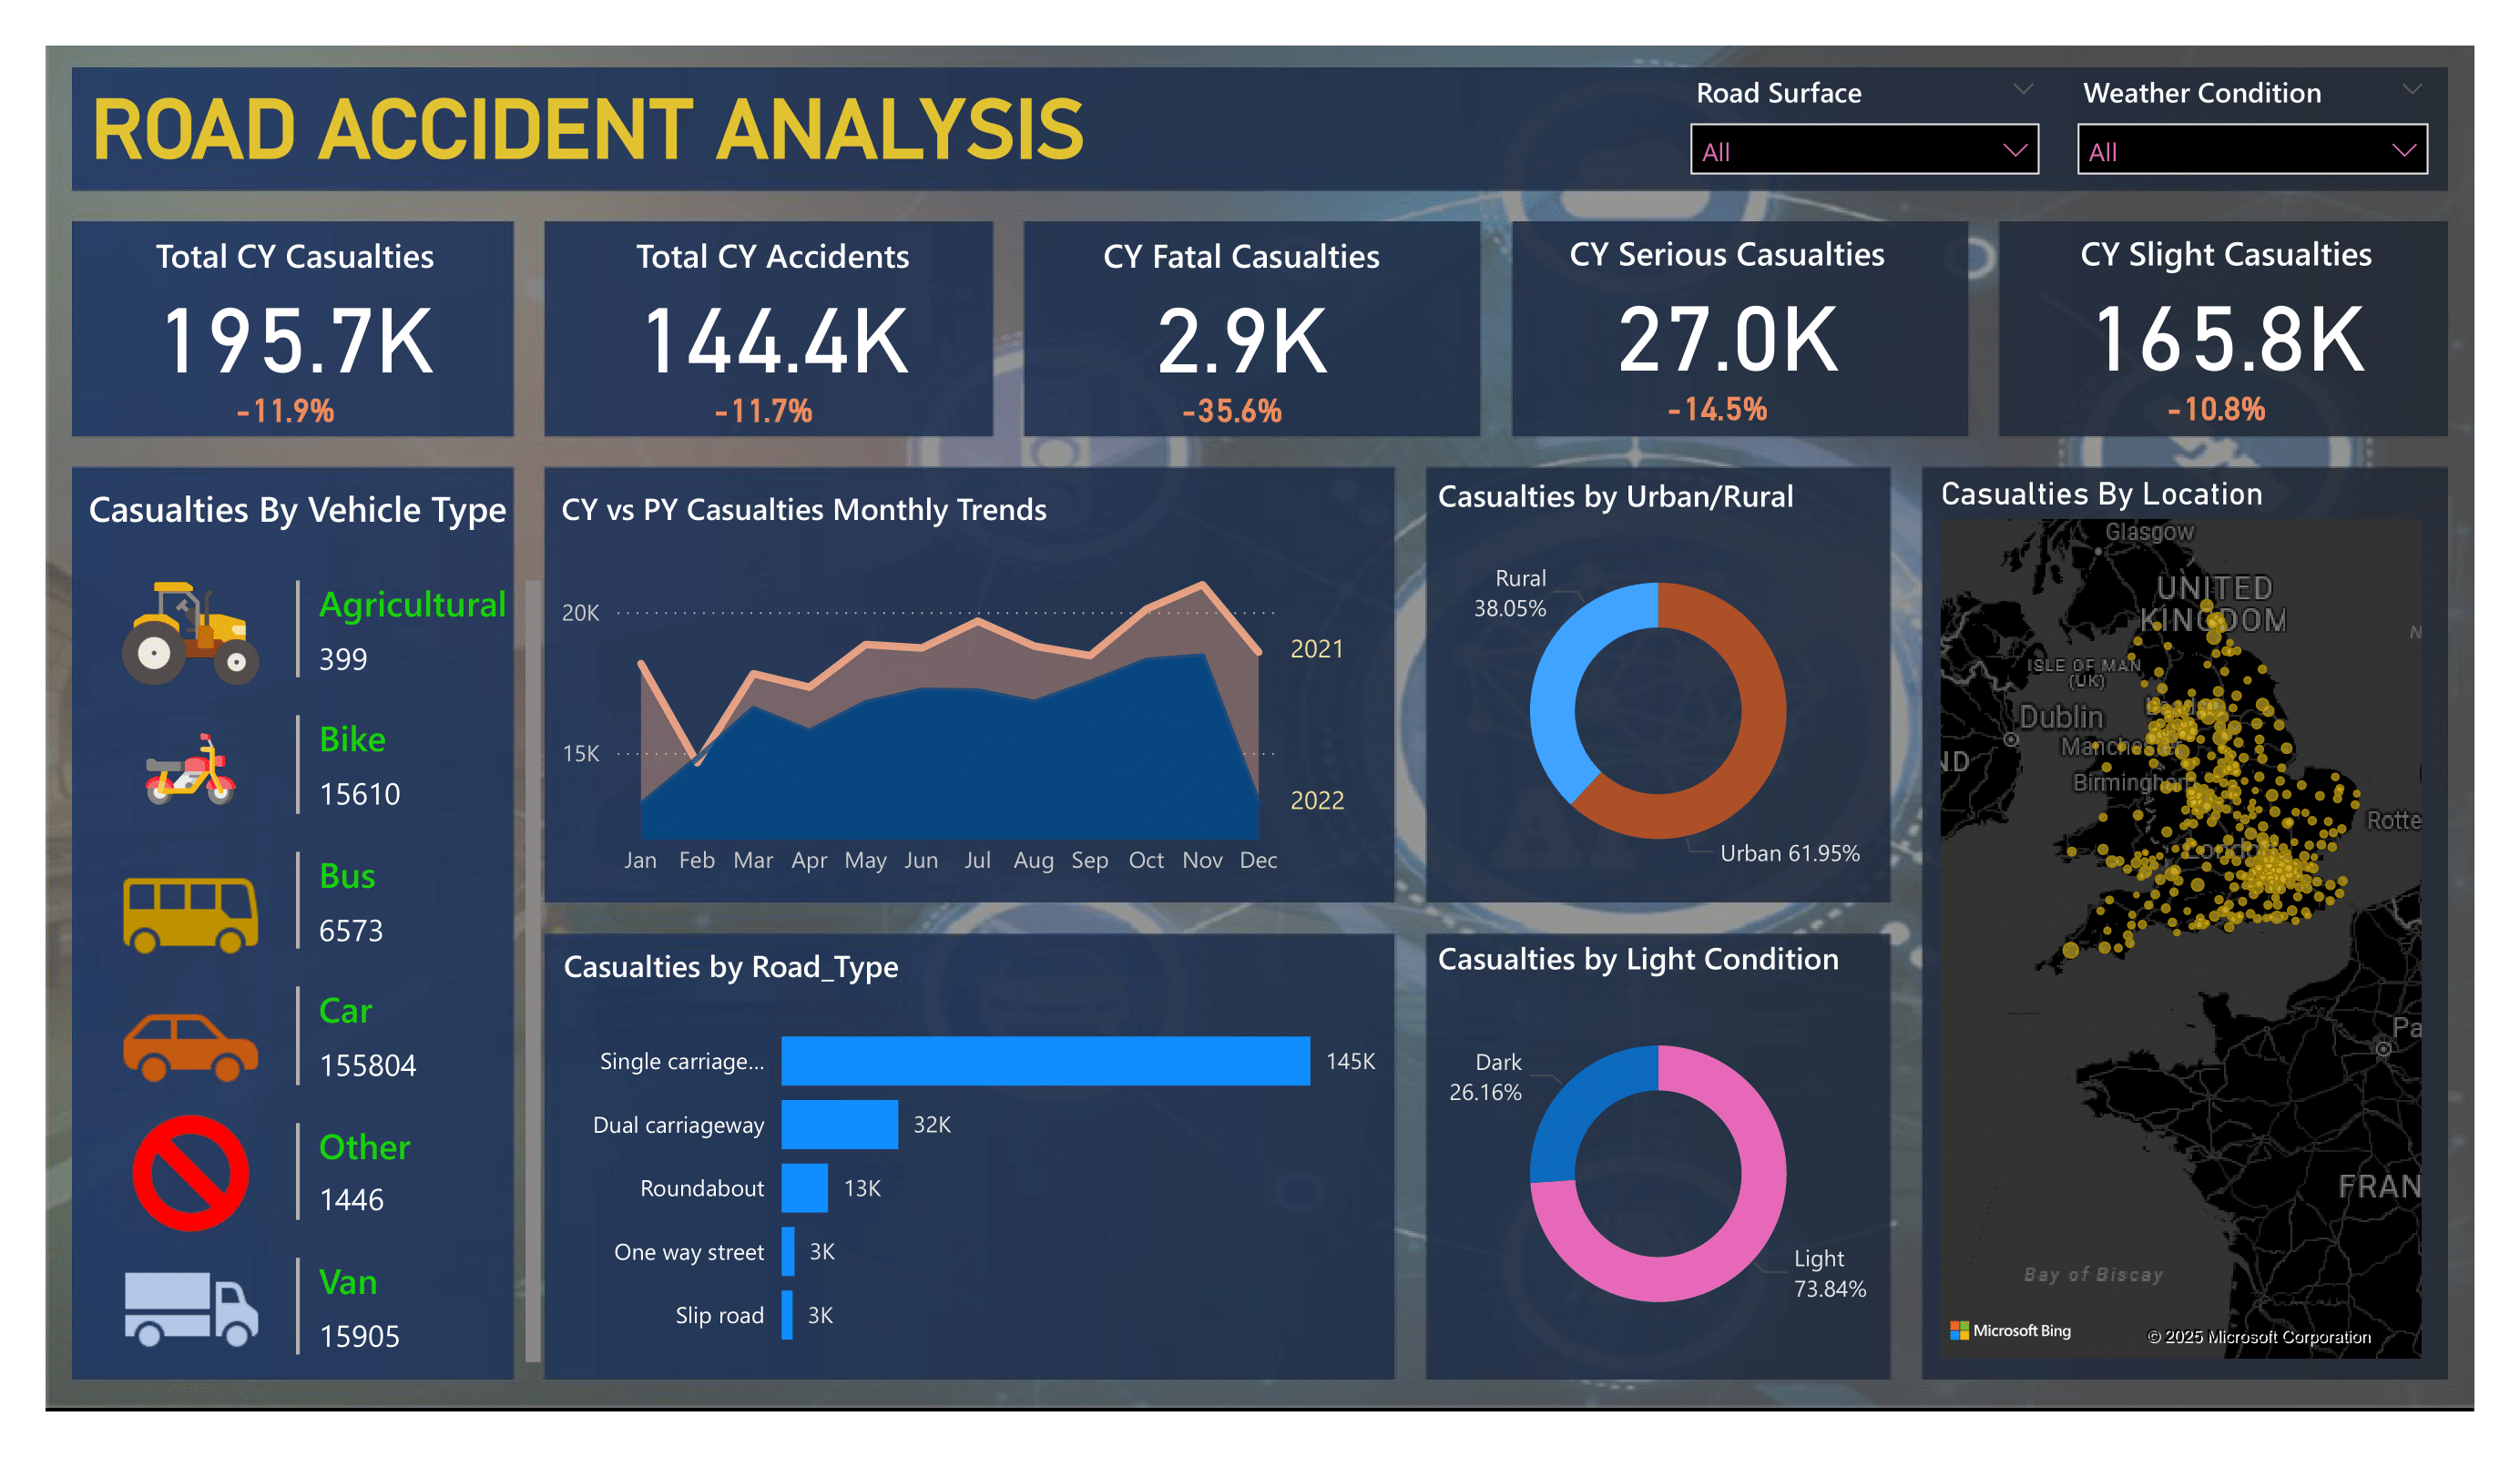 ROAD ACCIDENT ANALYSIS
Road Surface
All
Weather Condition
All
Total CY Casualties
195.7K
-11.9%
Total CY Accidents
144.4K
-11.7%
CY Fatal Casualties
2.9K
-35.6%
CY Serious Casualties
27.0K
-14.5%
CY Slight Casualties
165.8K
-10.8%
Casualties By Vehicle Type
Agricultural
399
Bike
15610
Bus
6573
Car
155804
Other
1446
Van
15905
CY vs PY Casualties Monthly Trends
20K
15K
2021
2022
Jan Feb Mar Apr May Jun Jul Aug Sep Oct Nov Dec
Casualties by Road_Type
Single carriage... 145K
Dual carriageway 32K
Roundabout 13K
One way street 3K
Slip road 3K
Casualties by Urban/Rural
Rural
38.05%
Urban 61.95%
Casualties by Light Condition
Dark
26.16%
Light
73.84%
Casualties By Location
Glasgow
UNITED
KINGDOM
N
ISLE OF MAN
(UK)
Dublin
ND
Birmingham
Rotte
London
Pa
FRAN
Bay of Biscay
Microsoft Bing
© 2025 Microsoft Corporation